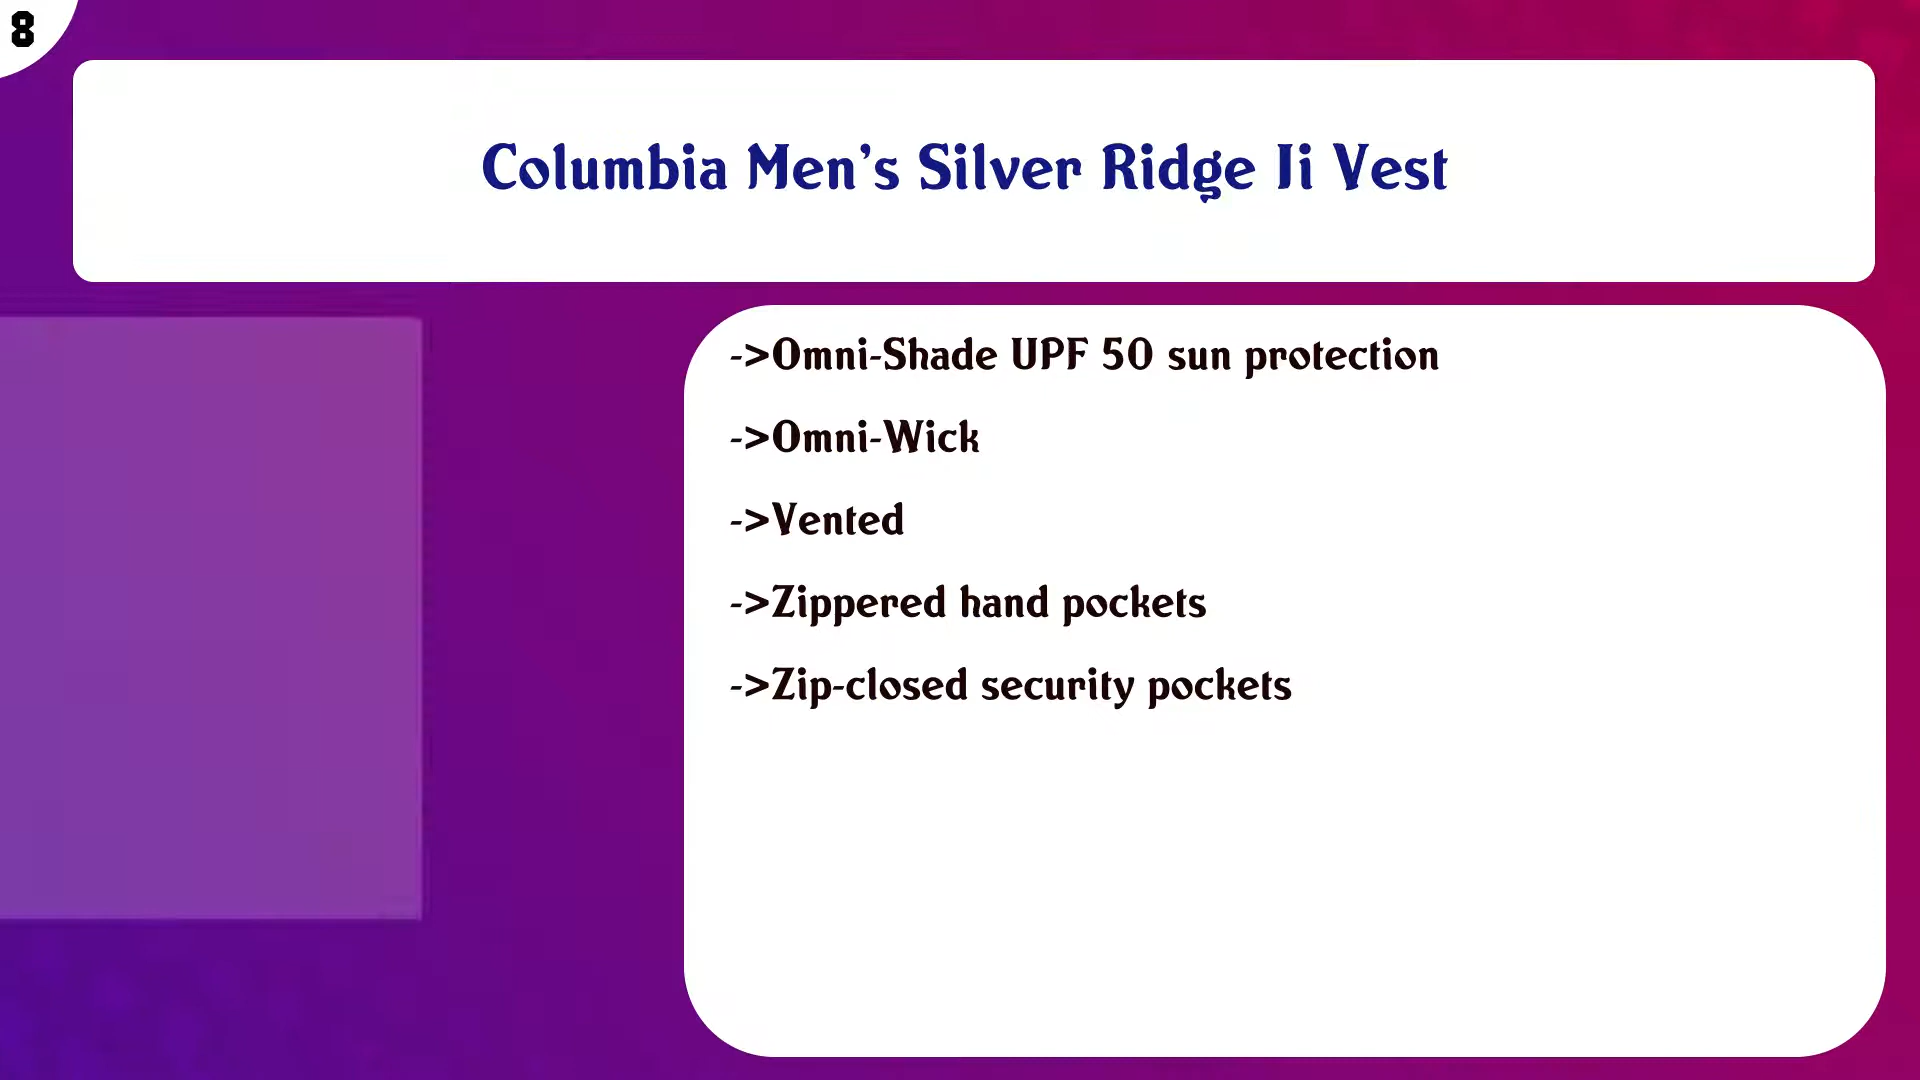 8
Columbia Men's Silver Ridge Ii Vest
->Omni-Shade UPF 50 sun protection
->Omni-Wick
->Vented
->Zippered hand pockets
->Zip-closed security pockets